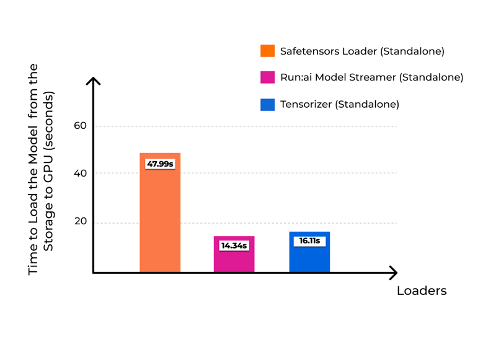 Safetensors Loader (Standalone)
Run:ai Model Streamer (Standalone)
Tensorizer (Standalone)
Time to Load the Model from the
Storage to GPU (seconds)
60
40
20
47.99s
14.34s
16.11s
Loaders